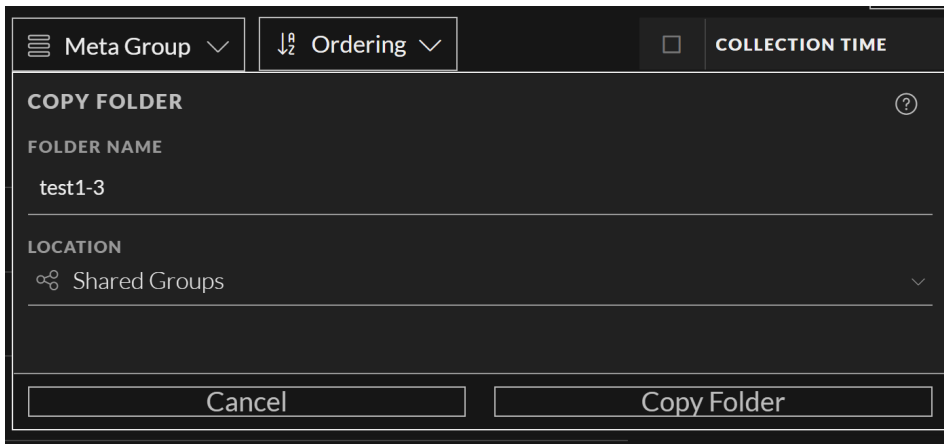 Meta Group
Ordering
COLLECTION TIME
COPY FOLDER
FOLDER NAME
test1-3
LOCATION
Shared Groups
Cancel
Copy Folder